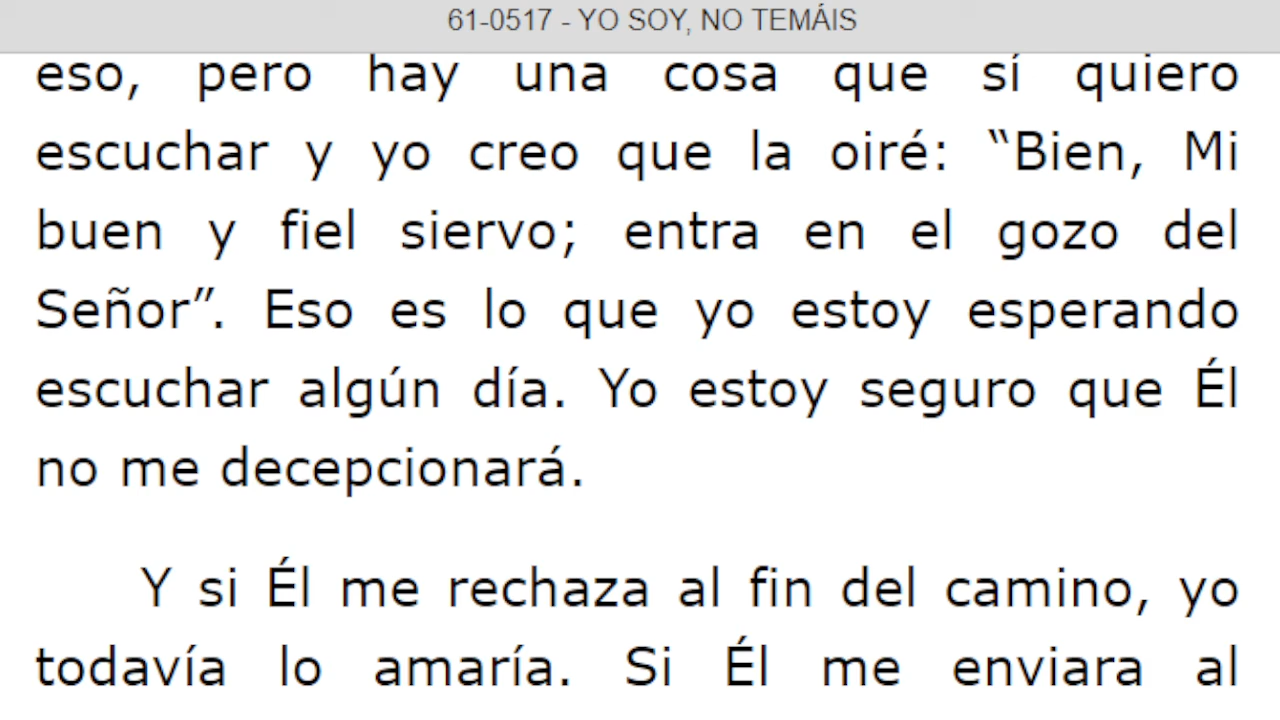 61-0517 - YO SOY, NO TEMÁIS
eso, pero hay una cosa que sí quiero
escuchar y yo creo que la oiré: “Bien, Mi
buen y fiel siervo; entra en el gozo del
Señor”. Eso es lo que yo estoy esperando
escuchar algún día. Yo estoy seguro que Él
no me decepcionará.
Y si Él me rechaza al fin del camino, yo
todavía lo amaría. Si Él me enviara al